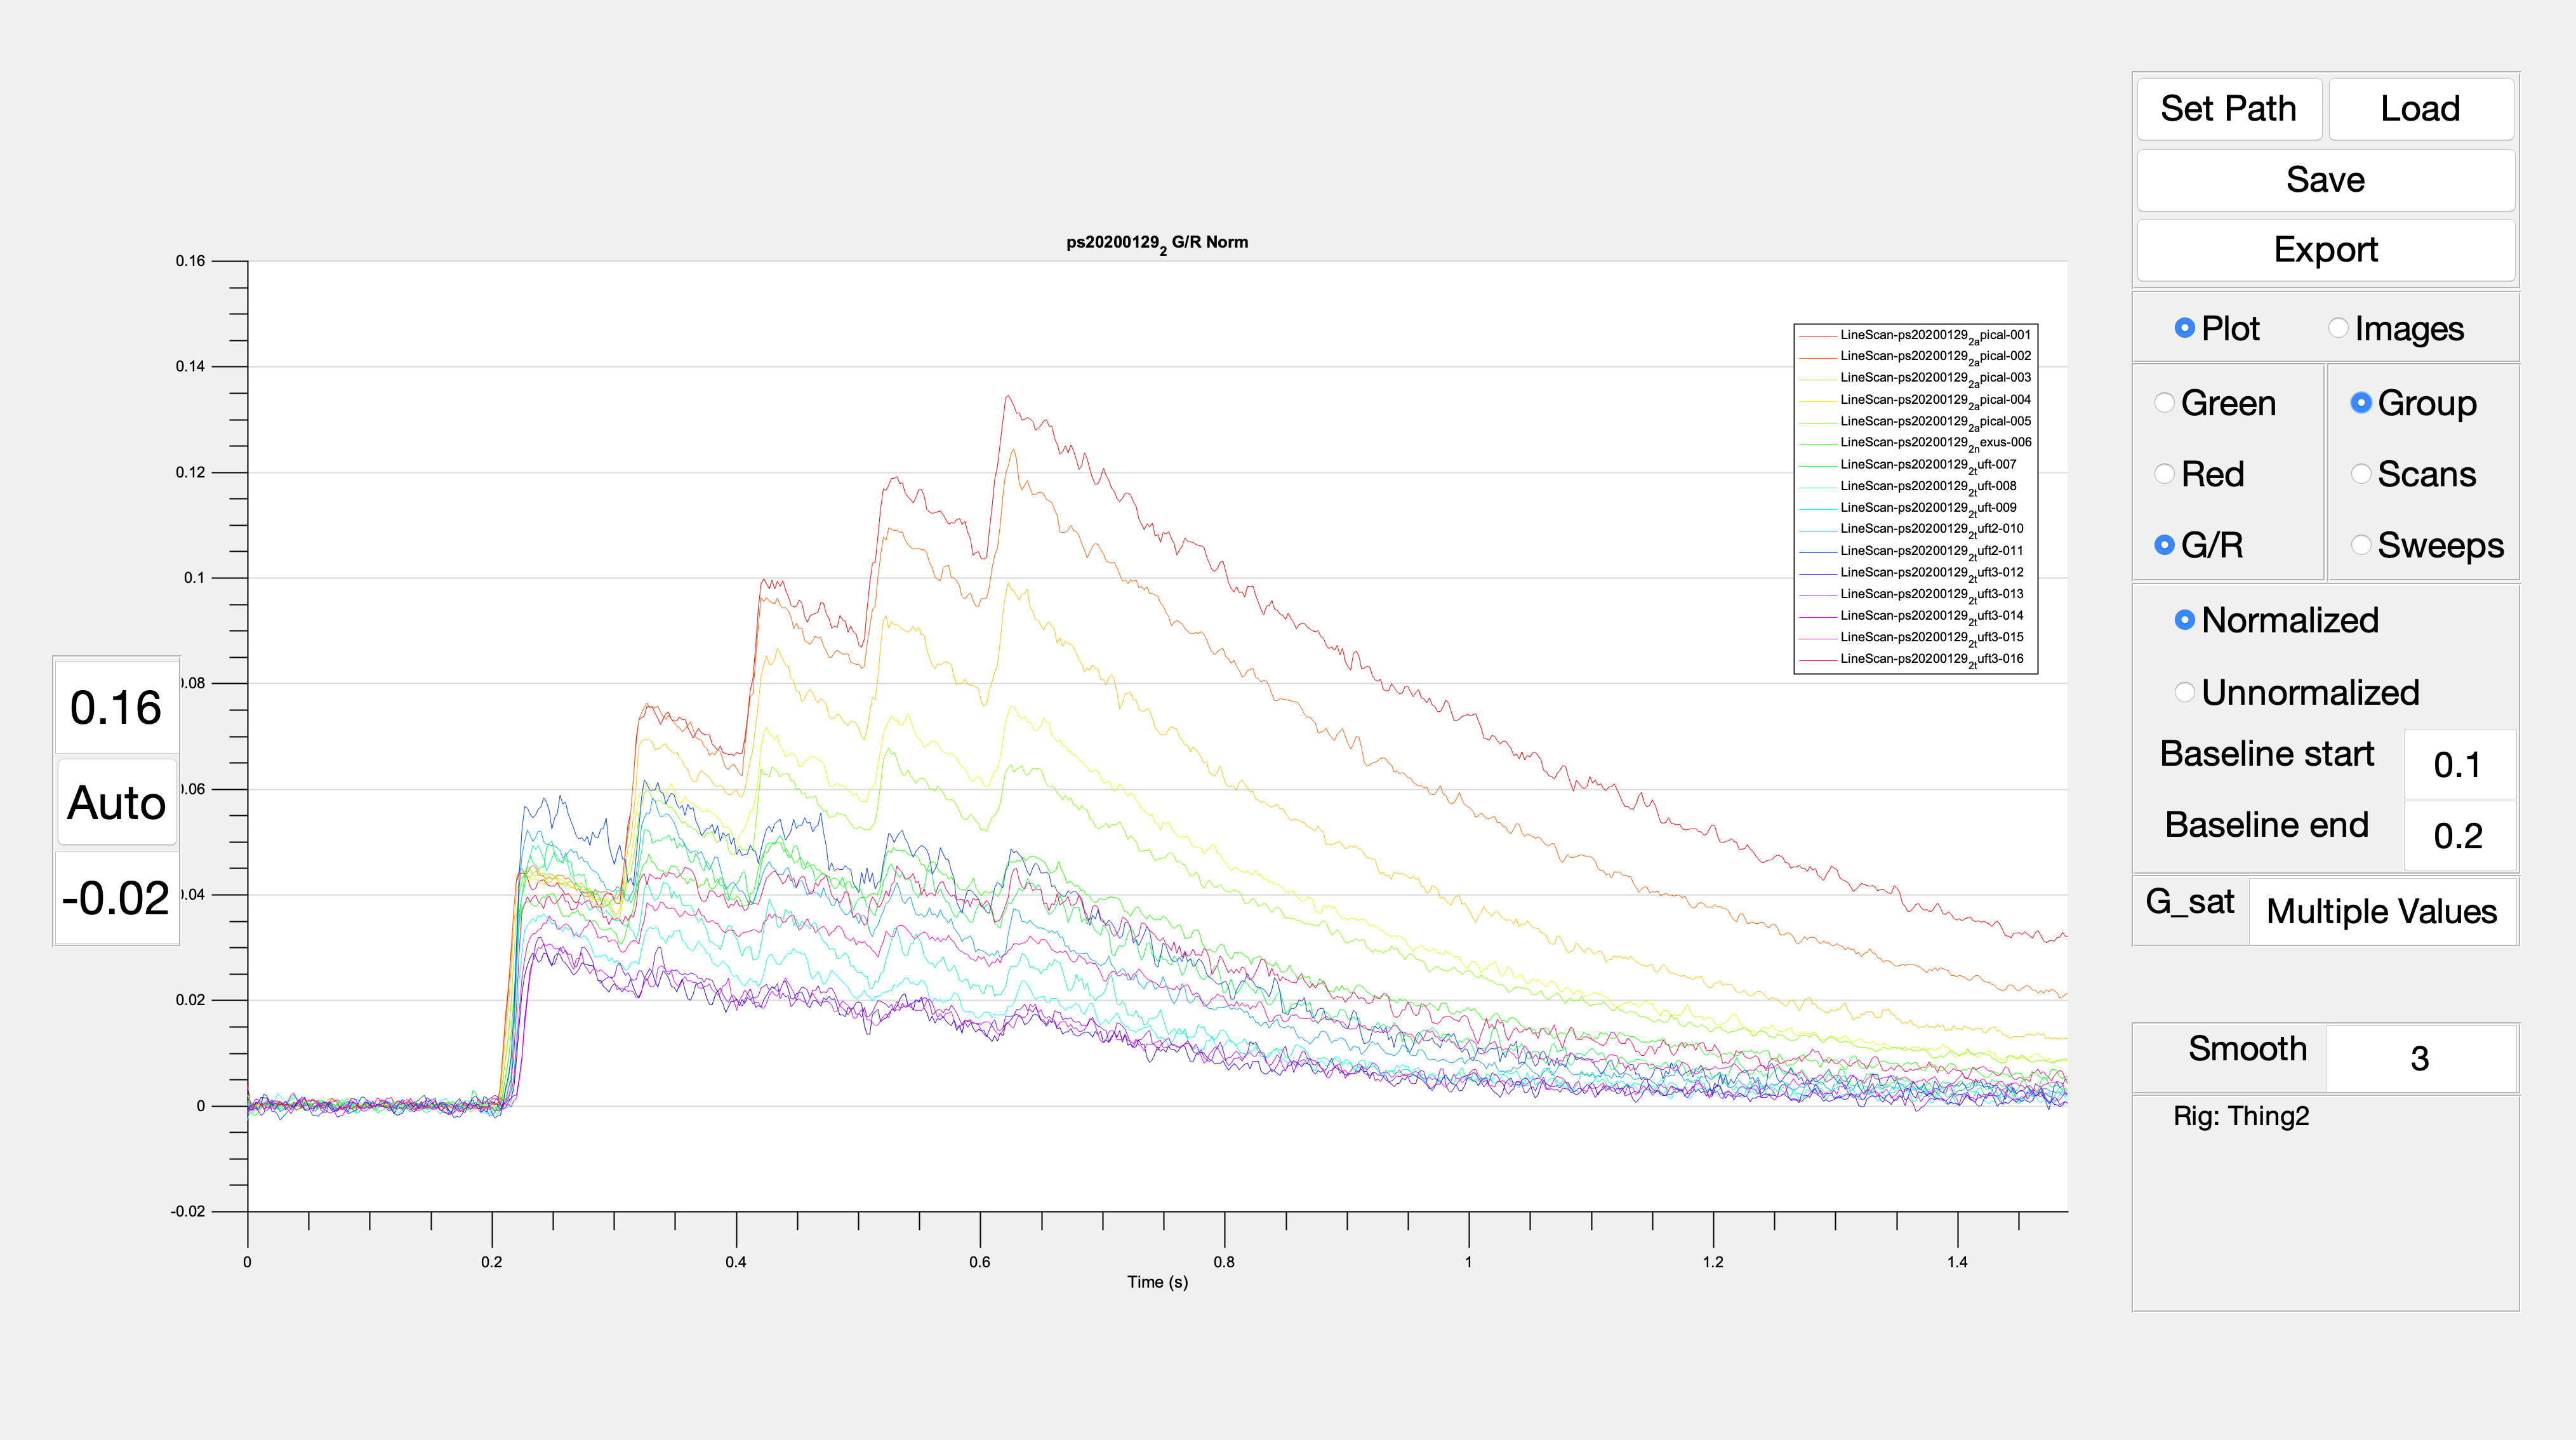 ps20200129₂ G/R Norm
0.16
0.14
0.12
0.1
0.08
0.06
0.04
0.02
0
-0.02
0
0.2
0.4
0.6
0.8
1
1.2
1.4
Time (s)
LineScan-ps20200129₂ₐpical-001
LineScan-ps20200129₂ₐpical-002
LineScan-ps20200129₂ₐpical-003
LineScan-ps20200129₂ₐpical-004
LineScan-ps20200129₂ₐpical-005
LineScan-ps20200129₂ₙexus-006
LineScan-ps20200129₂ₜuft-007
LineScan-ps20200129₂ₜuft-008
LineScan-ps20200129₂ₜuft-009
LineScan-ps20200129₂ₜuft2-010
LineScan-ps20200129₂ₜuft2-011
LineScan-ps20200129₂ₜuft3-012
LineScan-ps20200129₂ₜuft3-013
LineScan-ps20200129₂ₜuft3-014
LineScan-ps20200129₂ₜuft3-015
LineScan-ps20200129₂ₜuft3-016
0.16
Auto
-0.02
Set Path Load
Save
Export
Plot Images
Green
Red
G/R
Group
Scans
Sweeps
Normalized
Unnormalized
Baseline start 0.1
Baseline end 0.2
G_sat Multiple Values
Smooth 3
Rig: Thing2